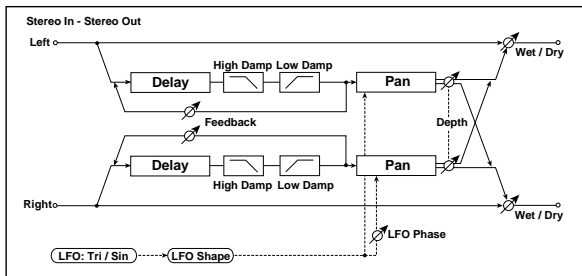 Stereo In - Stereo Out
Left
Wet / Dry
High Damp Low Damp
Delay
Pan
Feedback
Depth
Delay
Pan
High Damp Low Damp
Right
Wet / Dry
LFO Phase
LFO: Tri / Sin
LFO Shape